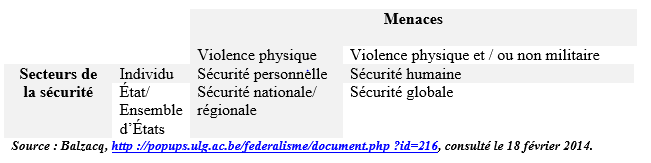 Menaces
Violence physique Violence physique et / ou non militaire
Secteurs de Individu Sécurité personnelle Sécurité humaine
la sécurité État/ Sécurité nationale/ Sécurité globale
Ensemble régionale
d’États
Source : Balzacq, http ://popups.ulg.ac.be/federalisme/document.php ?id=216, consulté le 18 février 2014.